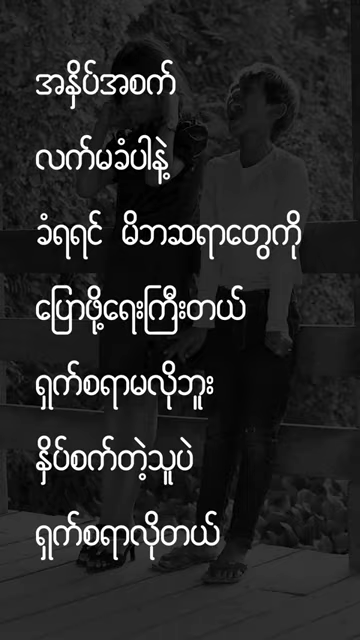 အနှိပ်အစက်
လက်မခံပါနဲ့
ခံရရင် မိဘဆရာတွေကို
ပြောဖို့ရေးကြီးတယ်
ရှက်စရာမလိုဘူး
နှိပ်စက်တဲ့သူပဲ
ရှက်စရာလိုတယ်